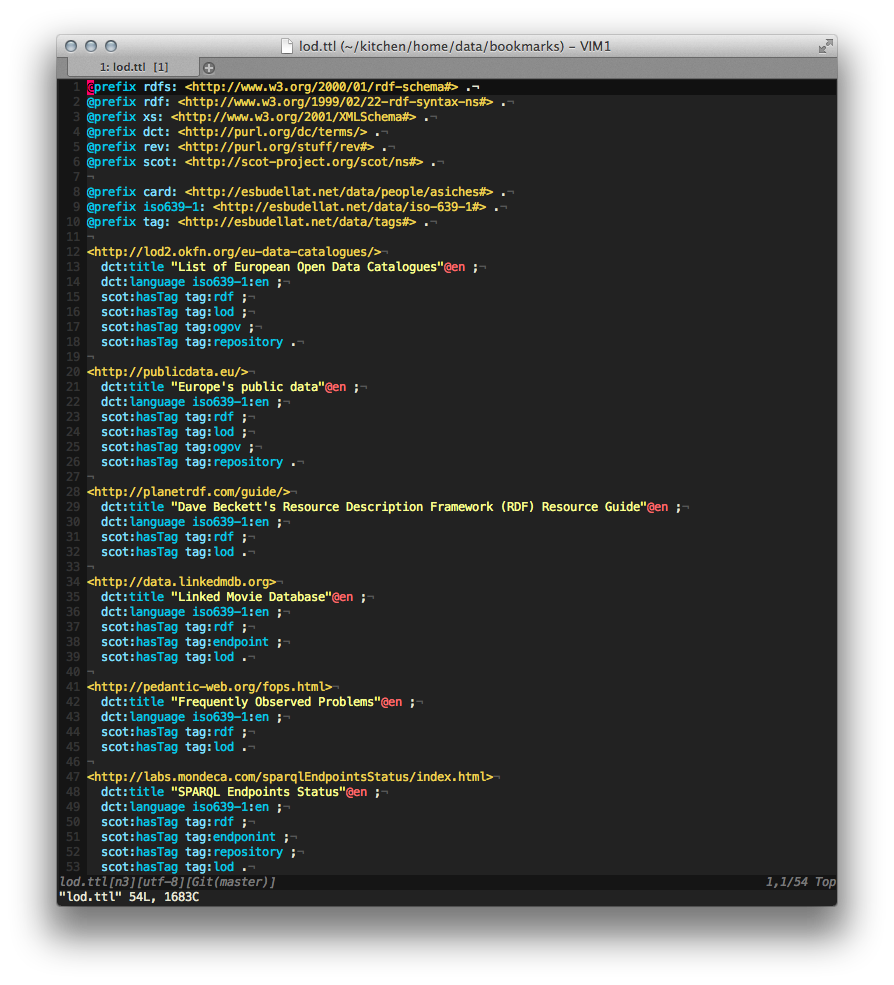 lod.ttl (~/kitchen/home/data/bookmarks) – VIM1
1: lod.ttl [1]
1 @prefix rdfs: <http://www.w3.org/2000/01/rdf-schema#> .¬
2 @prefix rdf: <http://www.w3.org/1999/02/22-rdf-syntax-ns#> .¬
3 @prefix xs: <http://www.w3.org/2001/XMLSchema#> .¬
4 @prefix dct: <http://purl.org/dc/terms/> .¬
5 @prefix rev: <http://purl.org/stuff/rev#> .¬
6 @prefix scot: <http://scot-project.org/scot/ns#> .¬
7 ¬
8 @prefix card: <http://esbudellat.net/data/people/asiches#> .¬
9 @prefix iso639-1: <http://esbudellat.net/data/iso-639-1#> .¬
10 @prefix tag: <http://esbudellat.net/data/tags#> .¬
11 ¬
12 <http://lod2.okfn.org/eu-data-catalogues/>¬
13   dct:title "List of European Open Data Catalogues"@en ;¬
14   dct:language iso639-1:en ;¬
15   scot:hasTag tag:rdf ;¬
16   scot:hasTag tag:lod ;¬
17   scot:hasTag tag:ogov ;¬
18   scot:hasTag tag:repository .¬
19 ¬
20 <http://publicdata.eu/>¬
21   dct:title "Europe's public data"@en ;¬
22   dct:language iso639-1:en ;¬
23   scot:hasTag tag:rdf ;¬
24   scot:hasTag tag:lod ;¬
25   scot:hasTag tag:ogov ;¬
26   scot:hasTag tag:repository .¬
27 ¬
28 <http://planetrdf.com/guide/>¬
29   dct:title "Dave Beckett's Resource Description Framework (RDF) Resource Guide"@en ;¬
30   dct:language iso639-1:en ;¬
31   scot:hasTag tag:rdf ;¬
32   scot:hasTag tag:lod .¬
33 ¬
34 <http://data.linkedmdb.org>¬
35   dct:title "Linked Movie Database"@en ;¬
36   dct:language iso639-1:en ;¬
37   scot:hasTag tag:rdf ;¬
38   scot:hasTag tag:endpoint ;¬
39   scot:hasTag tag:lod .¬
40 ¬
41 <http://pedantic-web.org/fops.html>¬
42   dct:title "Frequently Observed Problems"@en ;¬
43   dct:language iso639-1:en ;¬
44   scot:hasTag tag:rdf ;¬
45   scot:hasTag tag:lod .¬
46 ¬
47 <http://labs.mondeca.com/sparqlEndpointsStatus/index.html>¬
48   dct:title "SPARQL Endpoints Status"@en ;¬
49   dct:language iso639-1:en ;¬
50   scot:hasTag tag:rdf ;¬
51   scot:hasTag tag:endponint ;¬
52   scot:hasTag tag:repository ;¬
53   scot:hasTag tag:lod .¬
lod.ttl[n3][utf-8][Git(master)] 1,1/54 Top
"lod.ttl" 54L, 1683C